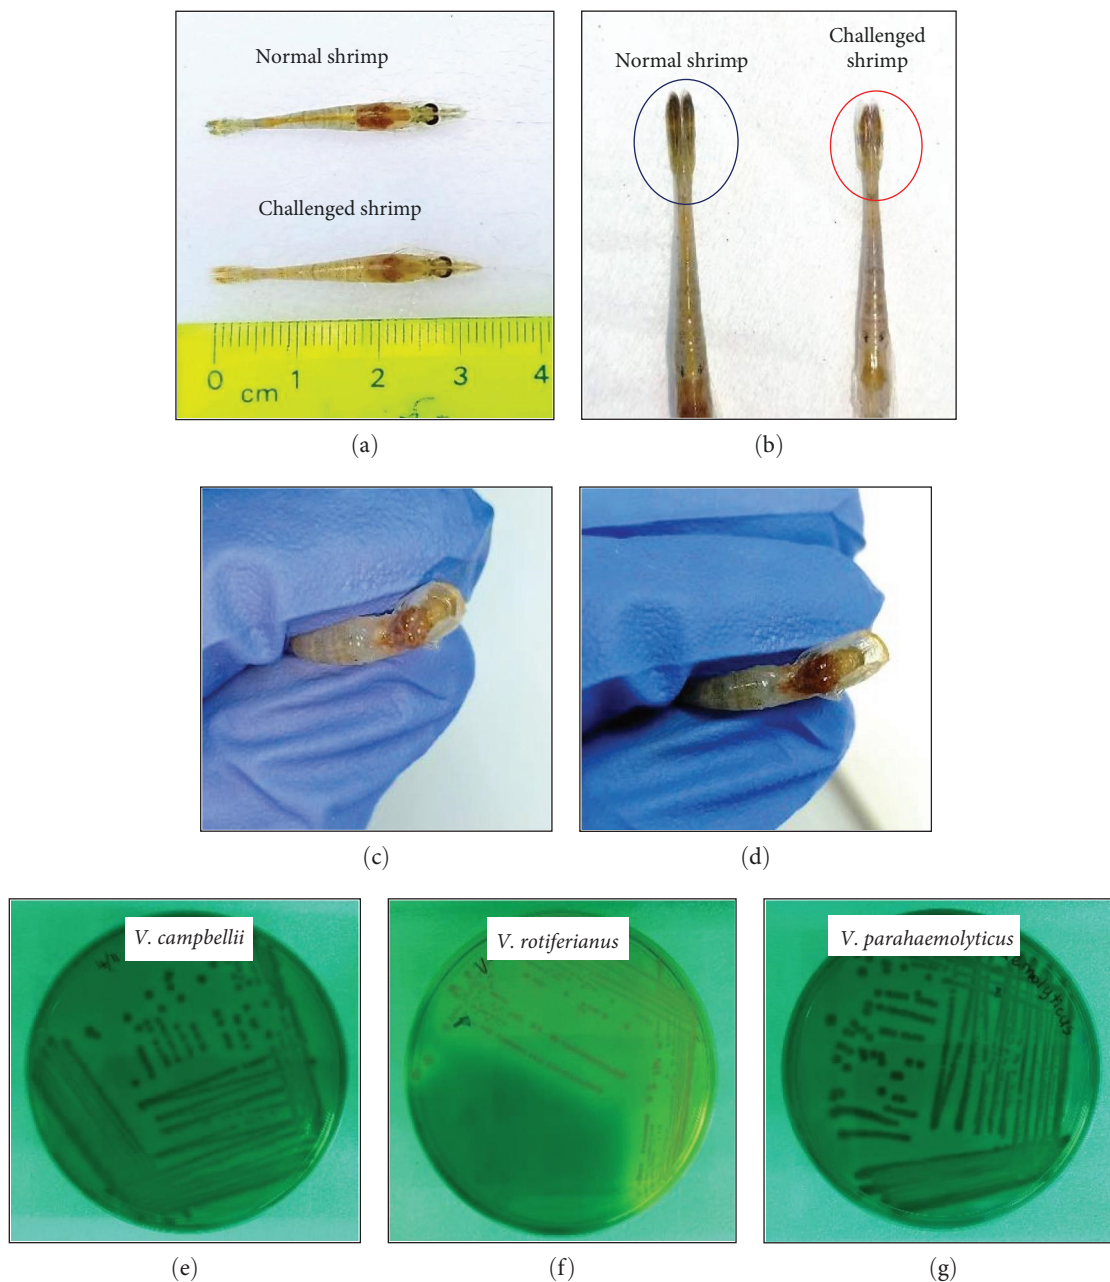 Normal shrimp
Challenged shrimp
0 1 2 3 4
cm
(a)
Challenged
shrimp
Normal shrimp
(b)
(c)
(d)
V. campbellii
(e)
V. rotiferianus
V
(f)
V. parahaemolyticus
(g)